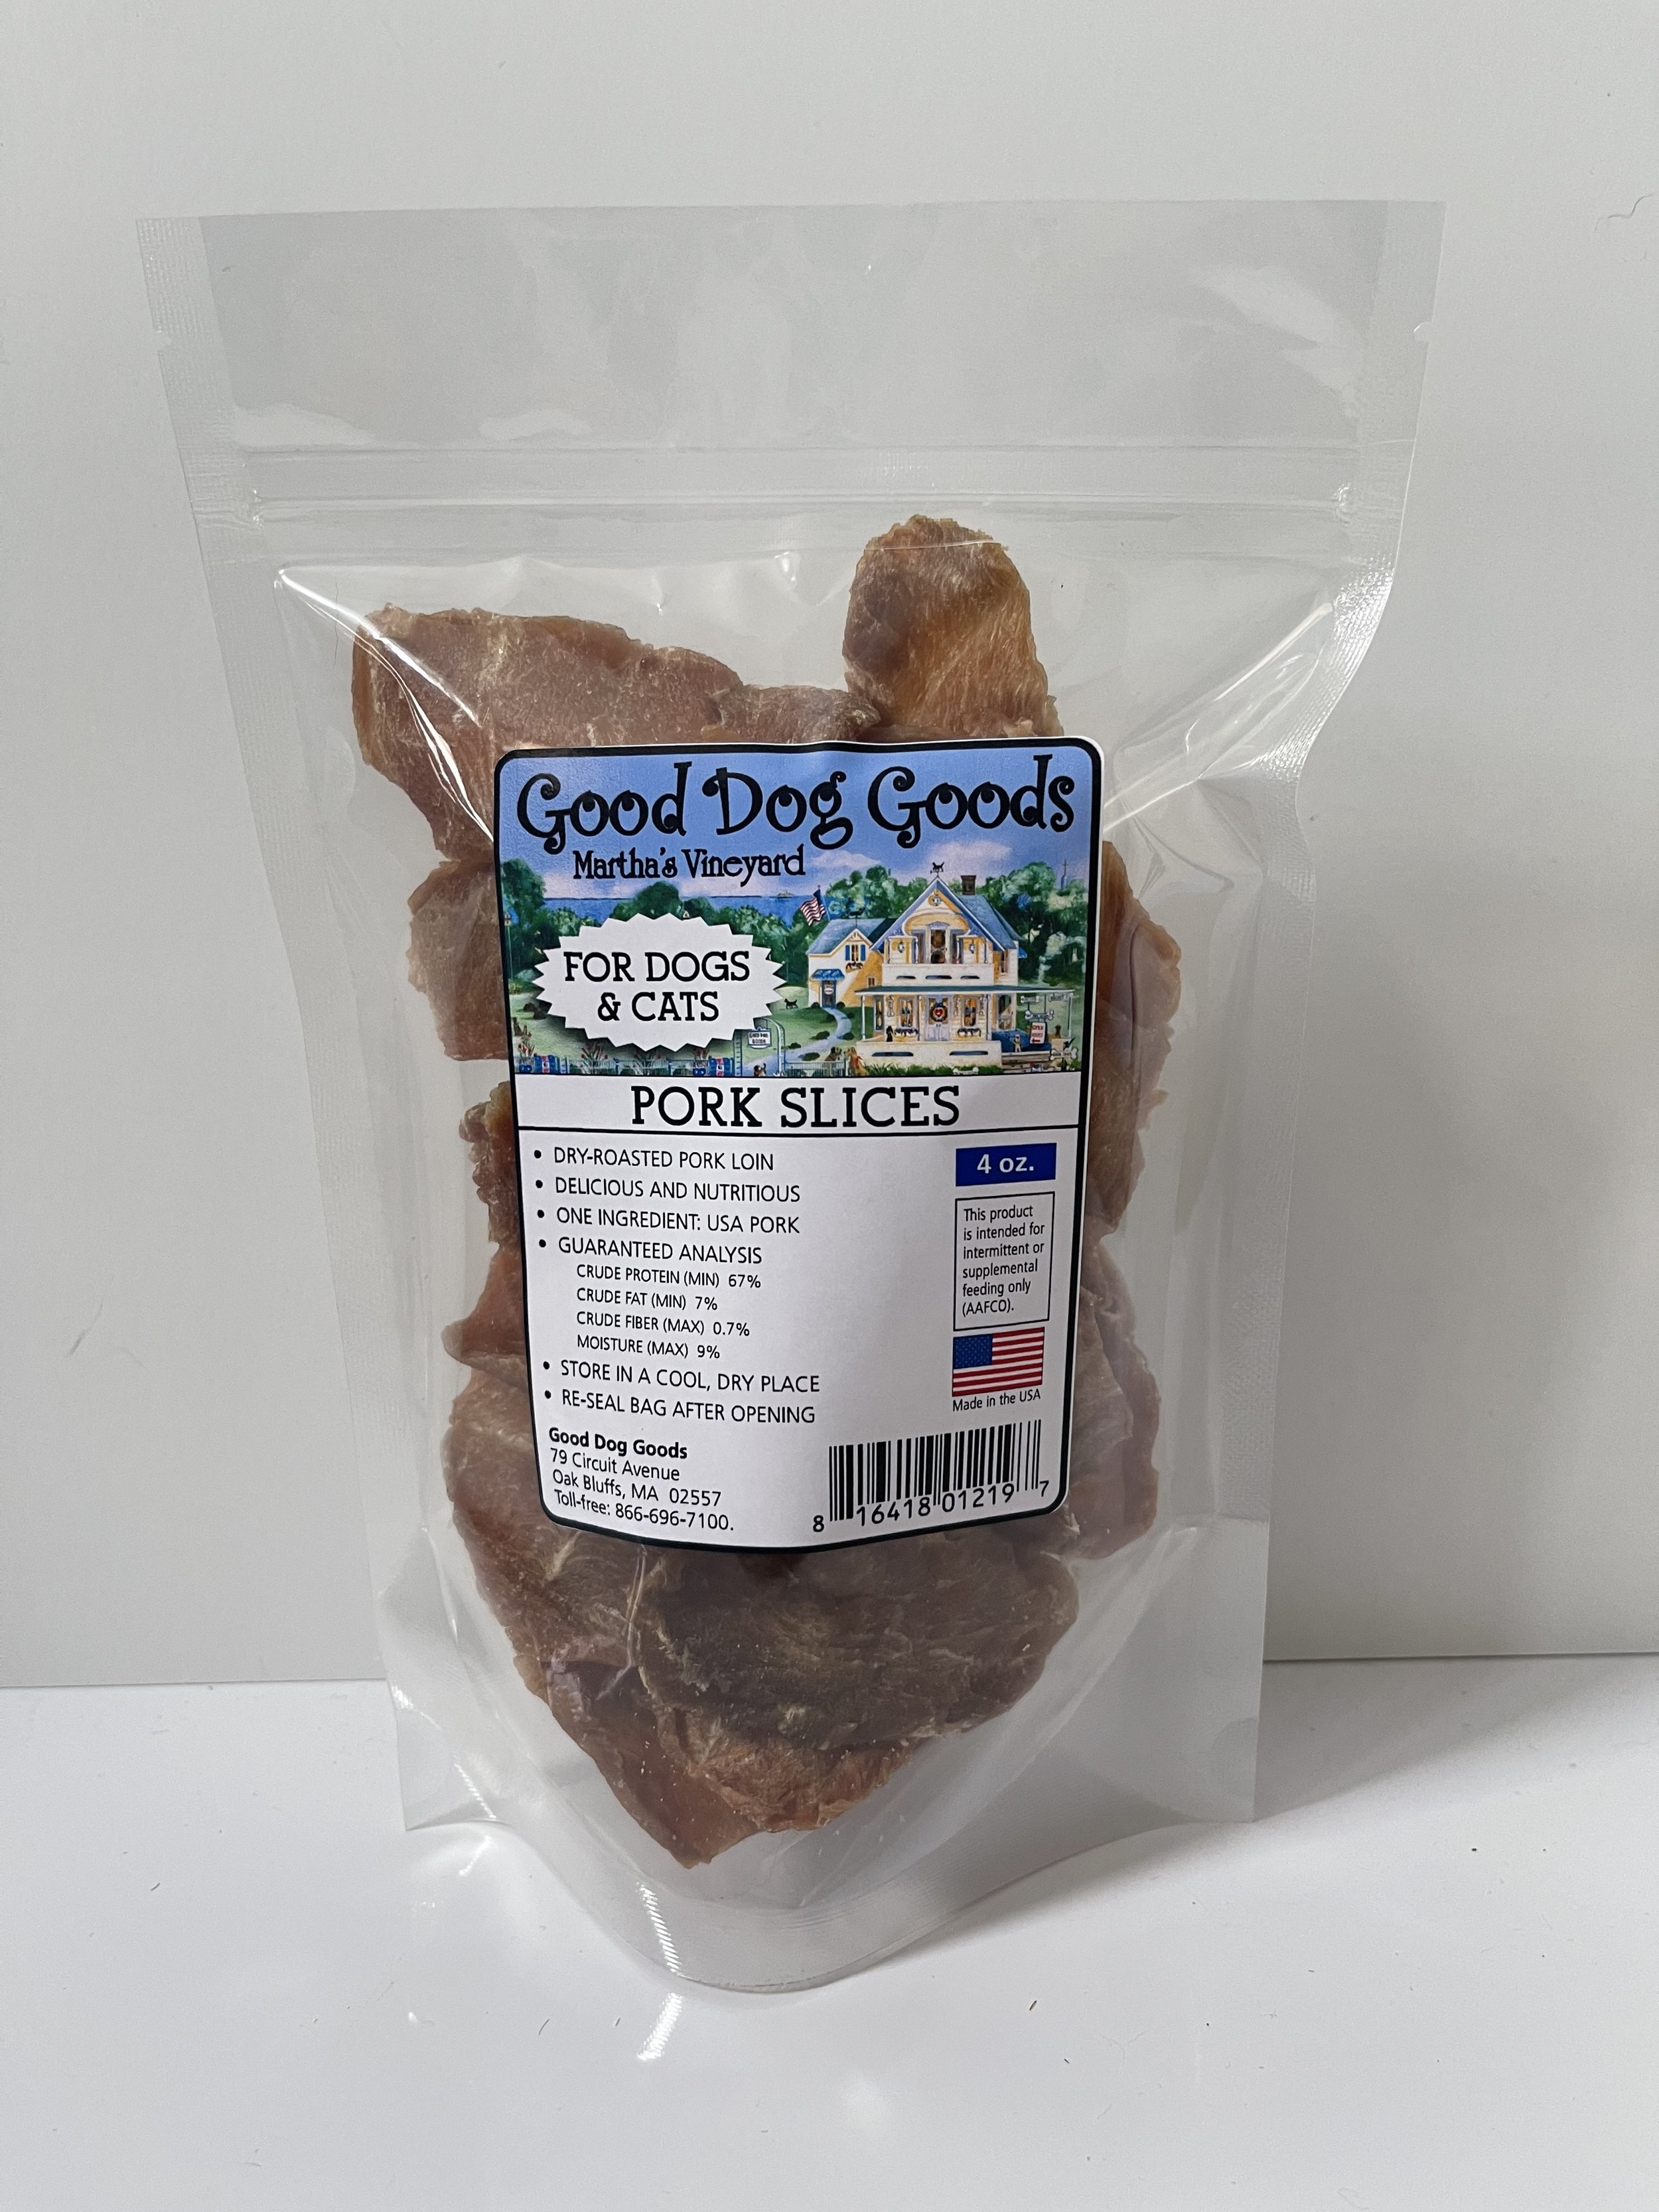 Good Dog Goods
Martha's Vineyard
FOR DOGS
& CATS
PORK SLICES
• DRY-ROASTED PORK LOIN
• DELICIOUS AND NUTRITIOUS
• ONE INGREDIENT: USA PORK
• GUARANTEED ANALYSIS
CRUDE PROTEIN (MIN) 67%
CRUDE FAT (MIN) 7%
CRUDE FIBER (MAX) 0.7%
MOISTURE (MAX) 9%
• STORE IN A COOL, DRY PLACE
• RE-SEAL BAG AFTER OPENING
4 oz.
This product
is intended for
intermittent or
supplemental
feeding only
(AAFCO).
Made in the USA
Good Dog Goods
79 Circuit Avenue
Oak Bluffs, MA 02557
Toll-free: 866-696-7100.
8 16418 01219 7